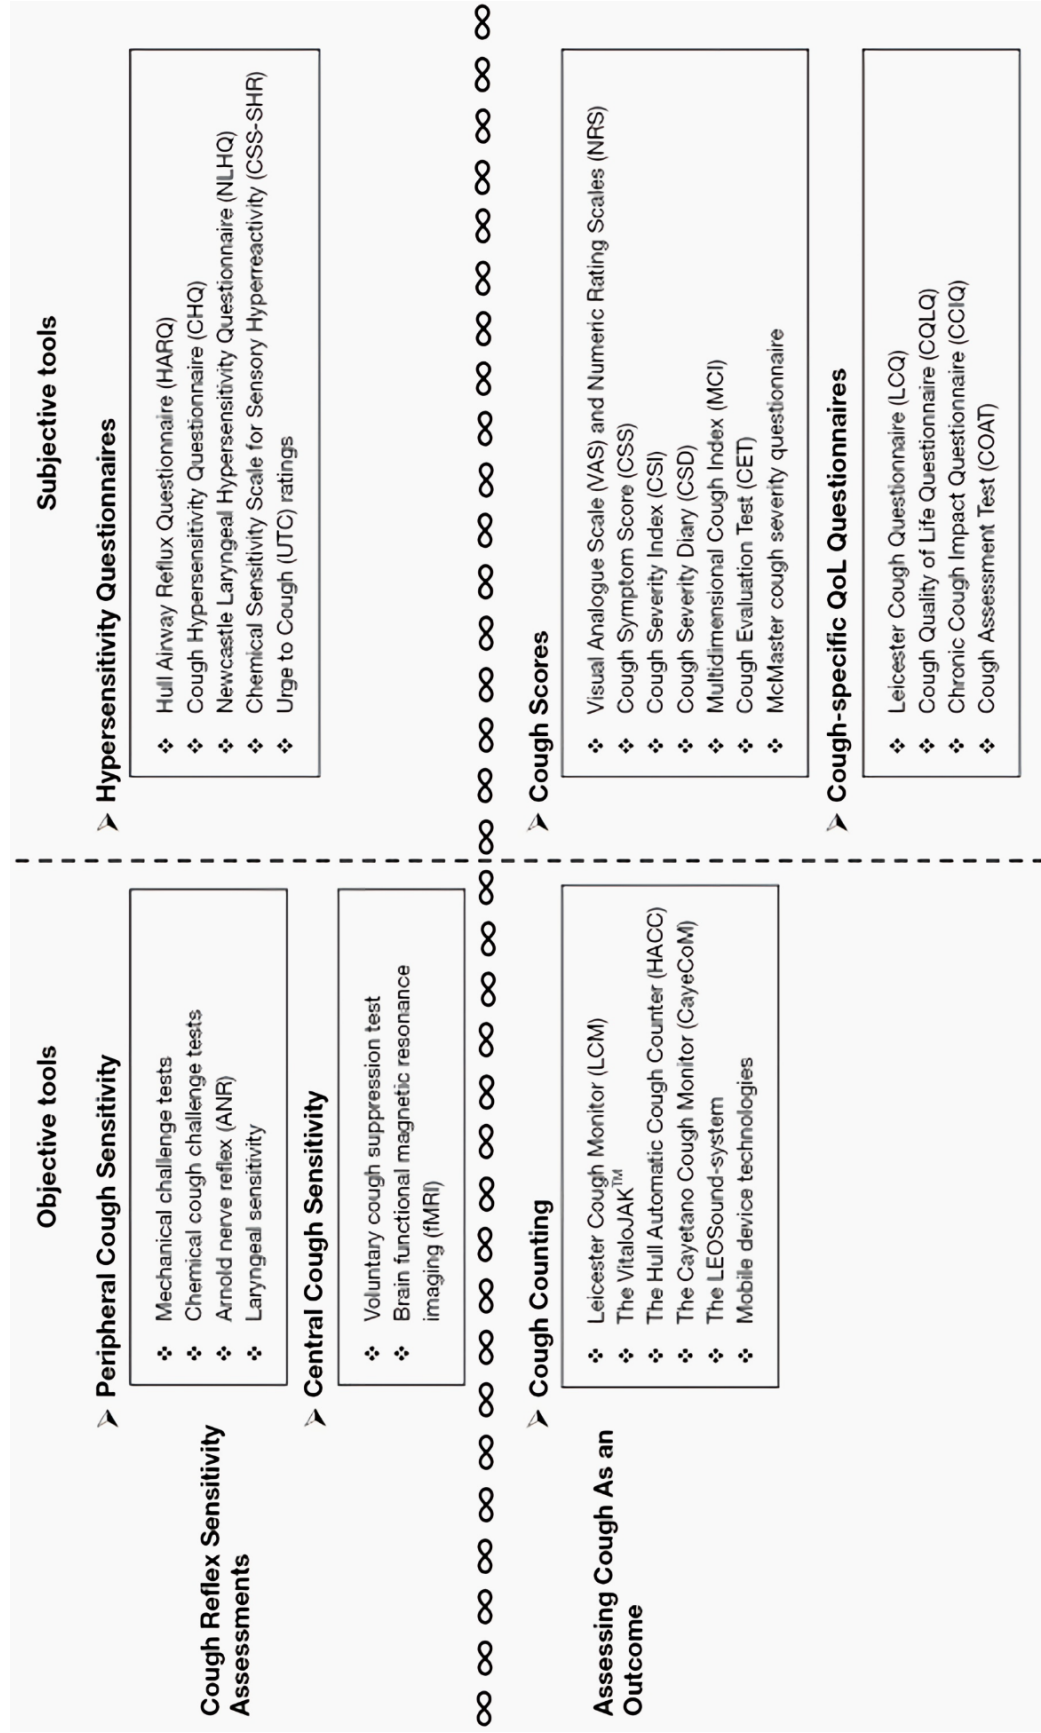 Objective tools
Subjective tools
Cough Reflex Sensitivity
Assessments
➢ Peripheral Cough Sensitivity
❖ Mechanical challenge tests
❖ Chemical cough challenge tests
❖ Arnold nerve reflex (ANR)
❖ Laryngeal sensitivity
➢ Central Cough Sensitivity
❖ Voluntary cough suppression test
❖ Brain functional magnetic resonance
imaging (fMRI)
➢ Hypersensitivity Questionnaires
❖ Hull Airway Reflux Questionnaire (HARQ)
❖ Cough Hypersensitivity Questionnaire (CHQ)
❖ Newcastle Laryngeal Hypersensitivity Questionnaire (NLHQ)
❖ Chemical Sensitivity Scale for Sensory Hyperreactivity (CSS-SHR)
❖ Urge to Cough (UTC) ratings
Assessing Cough As an
Outcome
➢ Cough Counting
❖ Leicester Cough Monitor (LCM)
❖ The VitaloJAK™
❖ The Hull Automatic Cough Counter (HACC)
❖ The Cayetano Cough Monitor (CayeCoM)
❖ The LEOSound-system
❖ Mobile device technologies
➢ Cough Scores
❖ Visual Analogue Scale (VAS) and Numeric Rating Scales (NRS)
❖ Cough Symptom Score (CSS)
❖ Cough Severity Index (CSI)
❖ Cough Severity Diary (CSD)
❖ Multidimensional Cough Index (MCI)
❖ Cough Evaluation Test (CET)
❖ McMaster cough severity questionnaire
➢ Cough-specific QoL Questionnaires
❖ Leicester Cough Questionnaire (LCQ)
❖ Cough Quality of Life Questionnaire (CQLQ)
❖ Chronic Cough Impact Questionnaire (CCIQ)
❖ Cough Assessment Test (COAT)